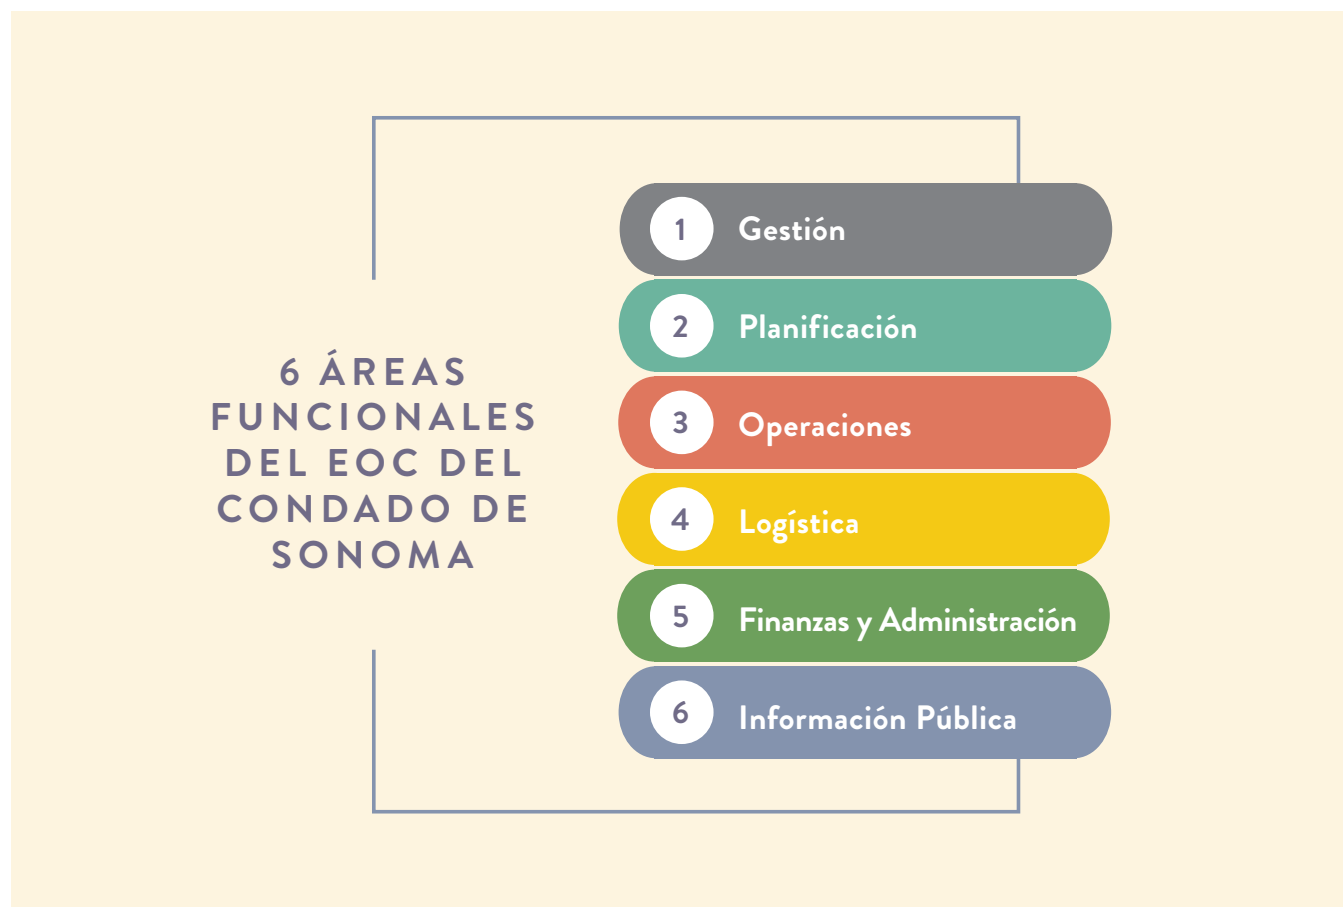 6 ÁREAS
FUNCIONALES
DEL EOC DEL
CONDADO DE
SONOMA
1 Gestión
2 Planificación
3 Operaciones
4 Logística
5 Finanzas y Administración
6 Información Pública